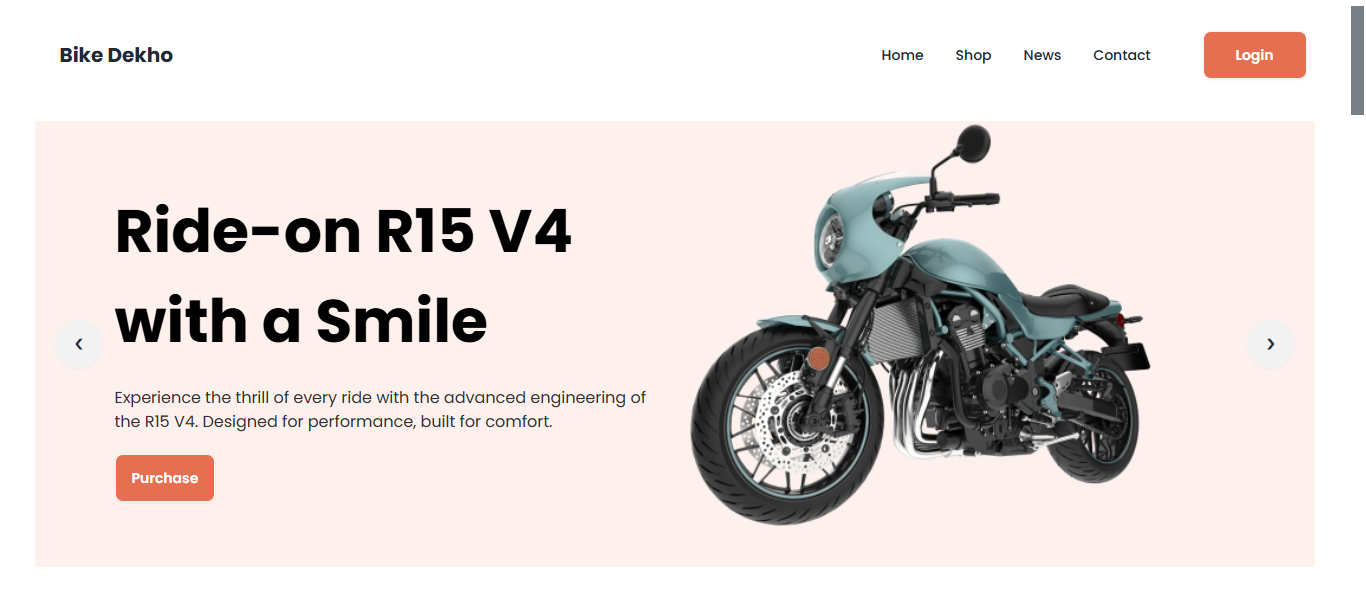 Bike Dekho
Home
Shop
News
Contact
Login
Ride-on R15 V4
with a Smile
Experience the thrill of every ride with the advanced engineering of
the R15 V4. Designed for performance, built for comfort.
Purchase